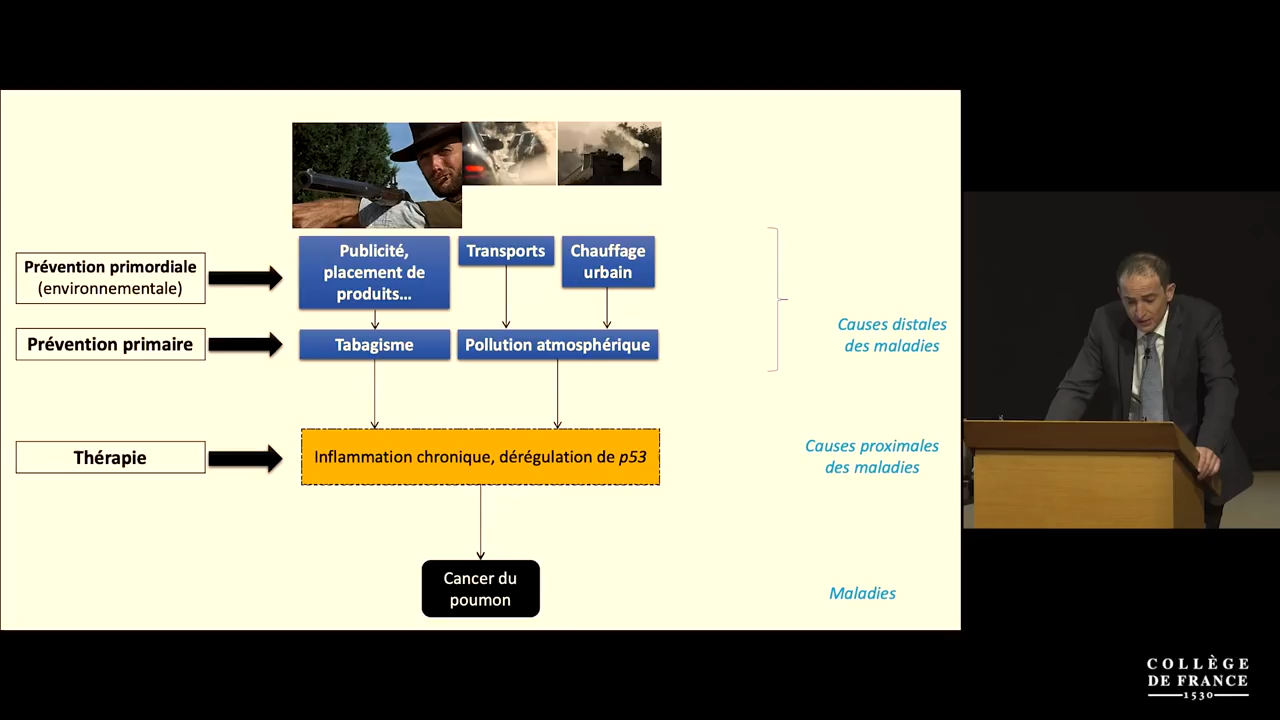 Publicité,
placement de
produits…
Transports
Chauffage
urbain
Prévention primordiale
(environnementale)
Causes distales
des maladies
Prévention primaire
Tabagisme
Pollution atmosphérique
Thérapie
Inflammation chronique, dérégulation de p53
Causes proximales
des maladies
Cancer du
poumon
Maladies
COLLÈGE
DE FRANCE
1530